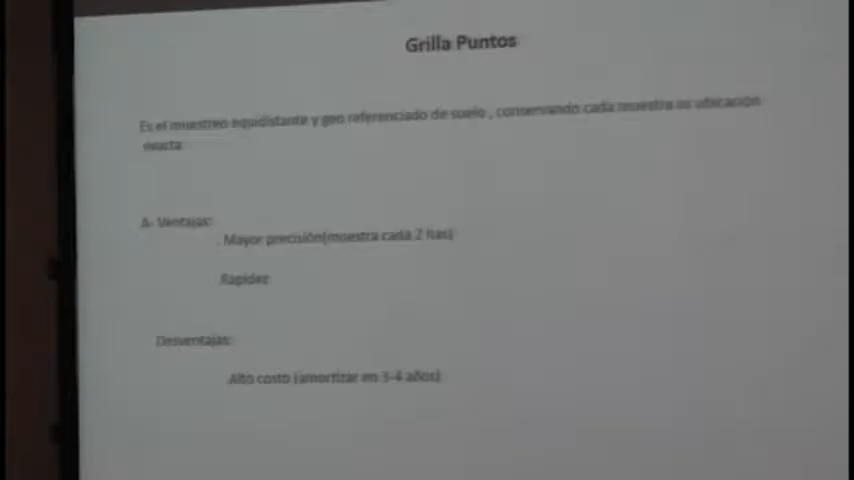 Grilla Puntos
Es el muestreo equidistante y geo referenciado de suelo , conservando cada muestra su ubicación
exacta
A- Ventajas:
. Mayor precisión(muestra cada 2 has)
.Rapidez
Desventajas:
.Alto costo (amortizar en 3-4 años)